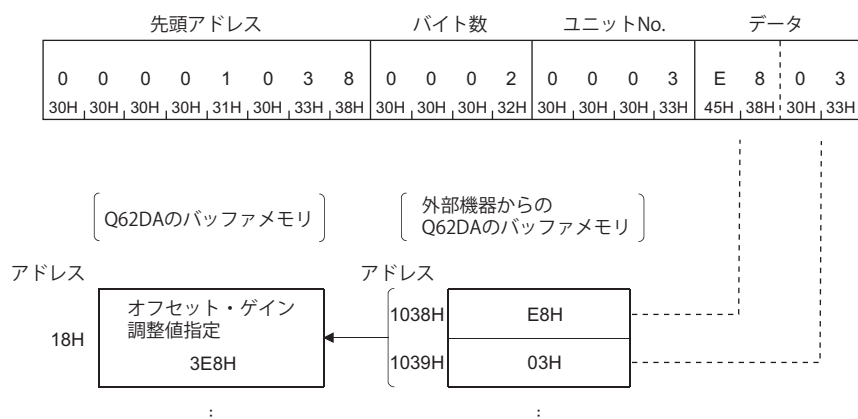 先頭アドレス バイト数 ユニットNo. データ
0 0 0 0 1 0 3 8 0 0 0 2 0 0 0 3 E 8 0 3
30H 30H 30H 30H 31H 30H 33H 38H 30H 30H 30H 32H 30H 30H 30H 33H 45H 38H 30H 33H
Q62DAのバッファメモリ
外部機器からの
Q62DAのバッファメモリ
アドレス
アドレス
18H
オフセット・ゲイン
調整値指定
3E8H
1038H E8H
1039H 03H